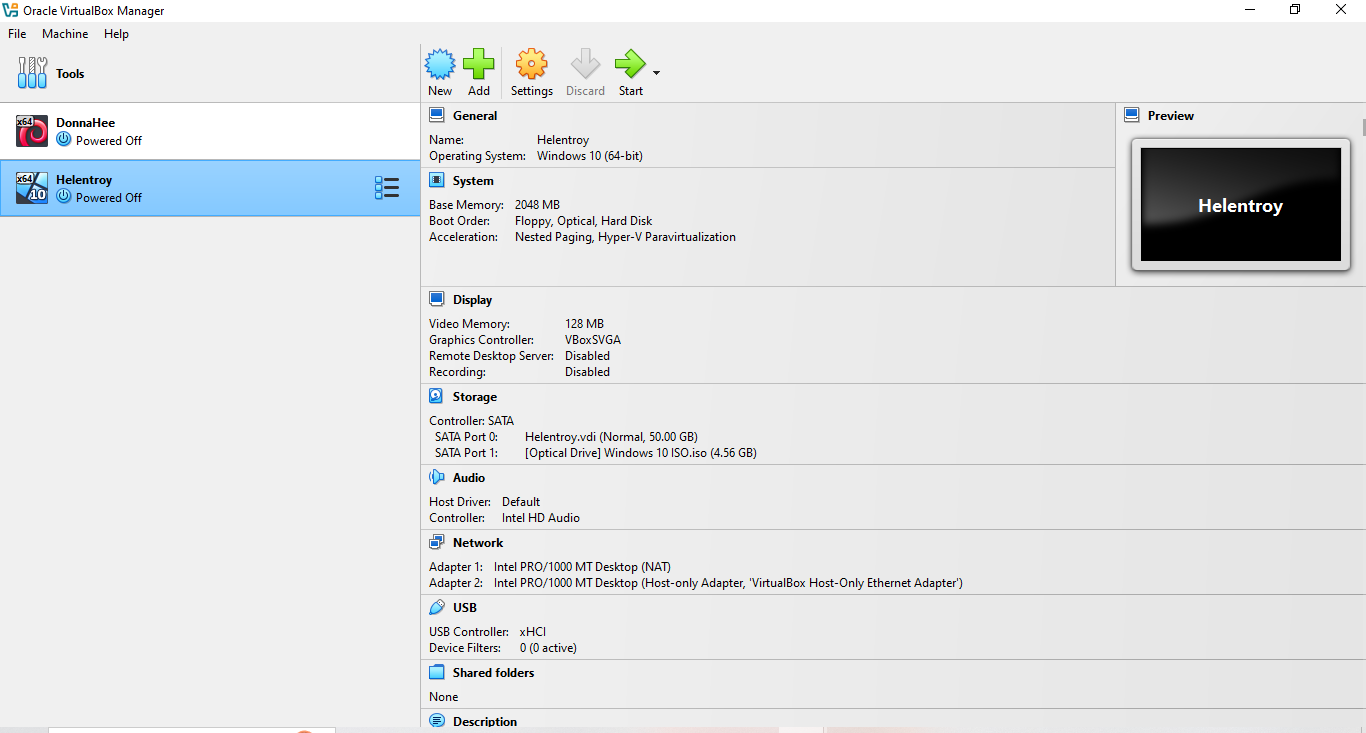 Oracle VirtualBox Manager
File Machine Help
Tools
New Add Settings Discard Start
x64 DonnaHee
Powered Off
x64 10 Helentroy
Powered Off
General
Name: Helentroy
Operating System: Windows 10 (64-bit)
System
Base Memory: 2048 MB
Boot Order: Floppy, Optical, Hard Disk
Acceleration: Nested Paging, Hyper-V Paravirtualization
Preview
Helentroy
Display
Video Memory: 128 MB
Graphics Controller: VBoxSVGA
Remote Desktop Server: Disabled
Recording: Disabled
Storage
Controller: SATA
SATA Port 0: Helentroy.vdi (Normal, 50.00 GB)
SATA Port 1: [Optical Drive] Windows 10 ISO.iso (4.56 GB)
Audio
Host Driver: Default
Controller: Intel HD Audio
Network
Adapter 1: Intel PRO/1000 MT Desktop (NAT)
Adapter 2: Intel PRO/1000 MT Desktop (Host-only Adapter, 'VirtualBox Host-Only Ethernet Adapter')
USB
USB Controller: xHCI
Device Filters: 0 (0 active)
Shared folders
None
Description